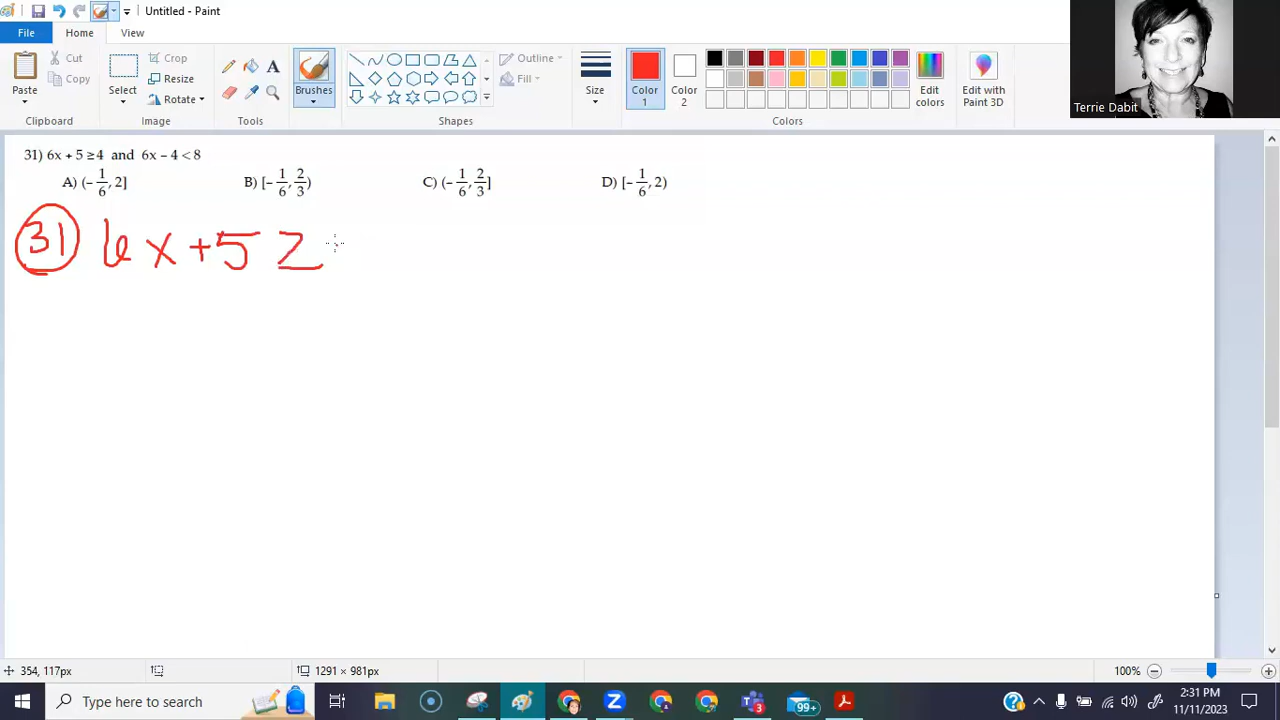 Untitled - Paint
File Home View
Paste
Cut
Copy
Clipboard
Select
Crop
Resize
Rotate
Image
Tools
Brushes
Shapes
Outline
Fill
Size
Color 1
Color 2
Edit colors
Edit with Paint 3D
Colors
Terrie Dabit
31) 6x + 5 ≥ 4 and 6x − 4 < 8
A) (−1/6, 2] B) [−1/6, 2/3) C) (−1/6, 2/3] D) [−1/6, 2)
31 6x + 5 ≥
354, 117px 1291 × 981px 100%
Type here to search 3 99+ 2:31 PM
11/11/2023